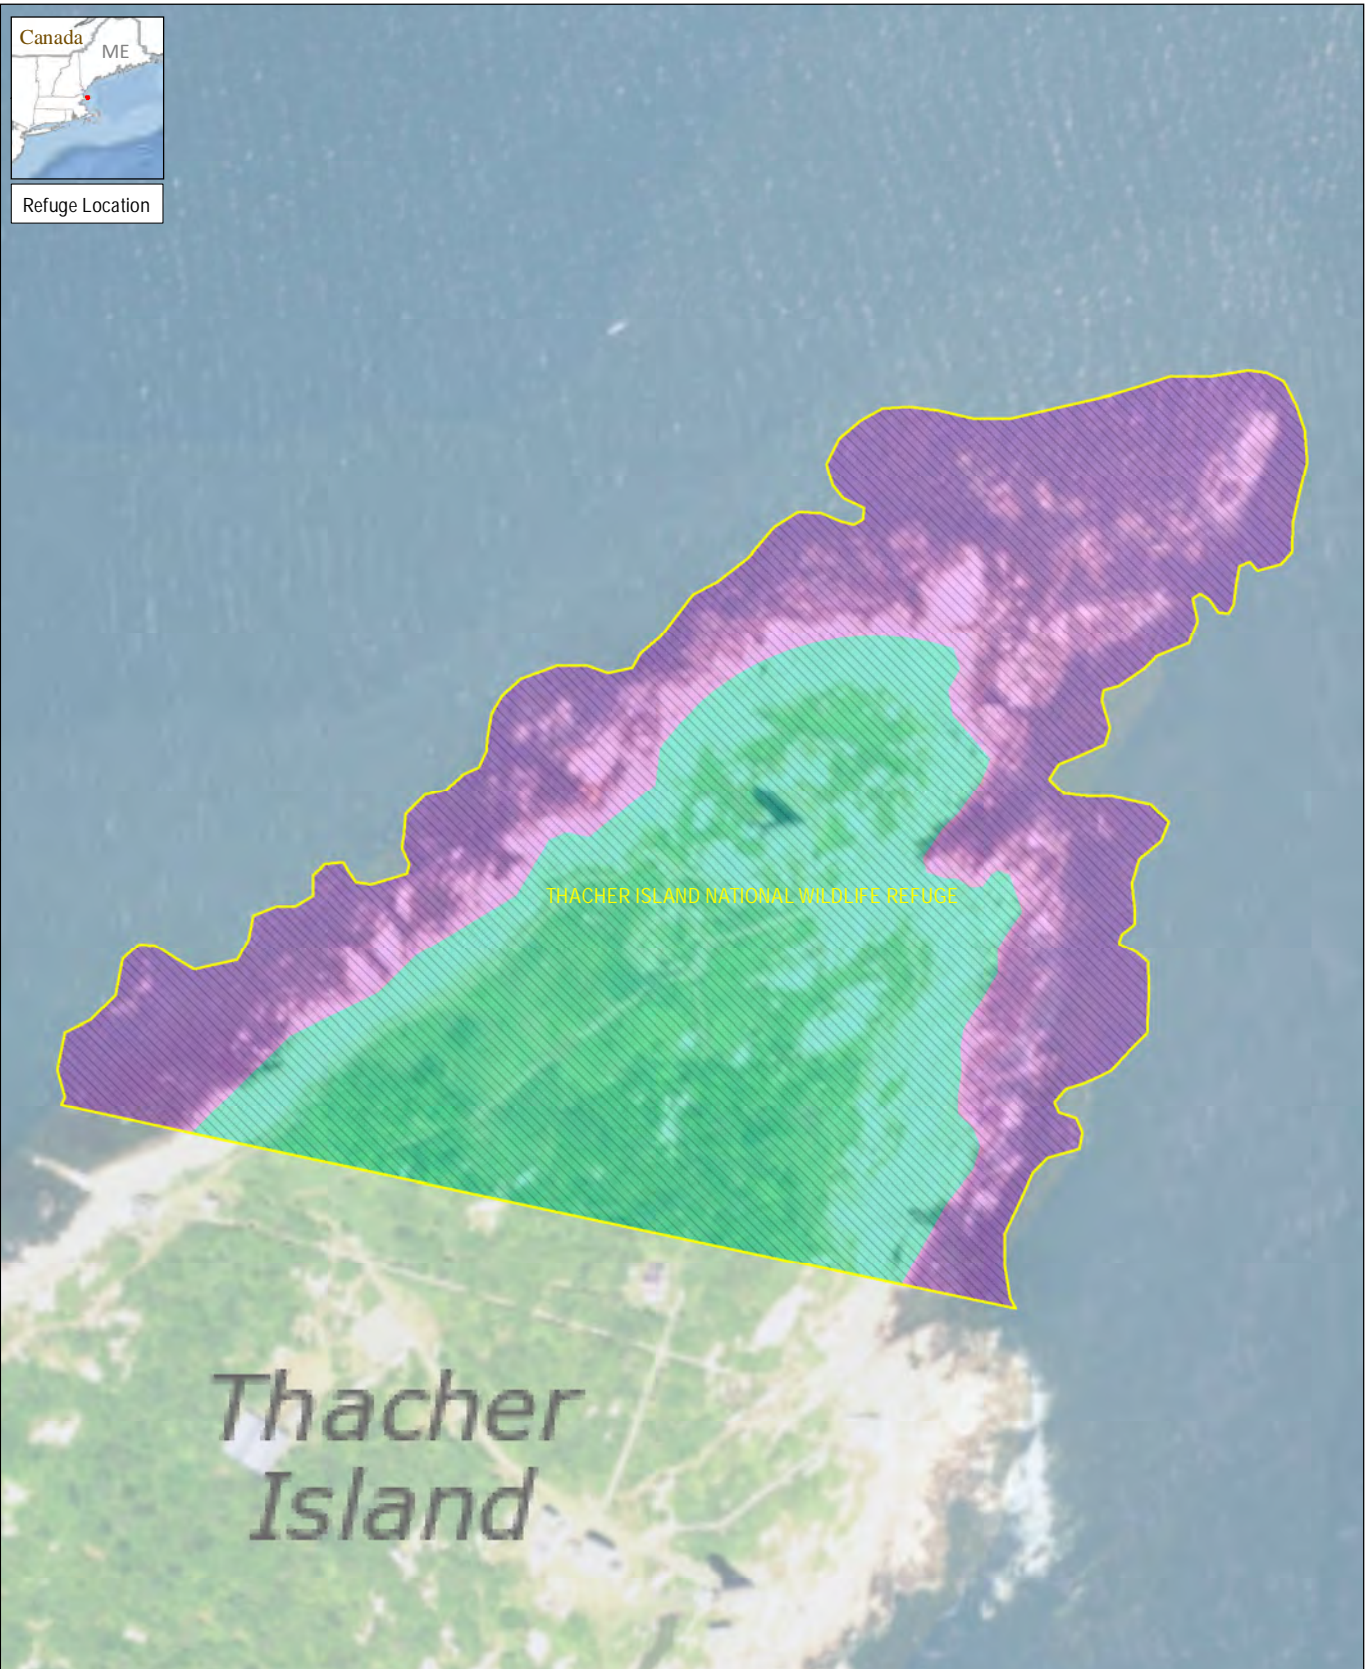 Canada
ME
Refuge Location
THACHER ISLAND NATIONAL WILDLIFE REFUGE
Thacher
Island